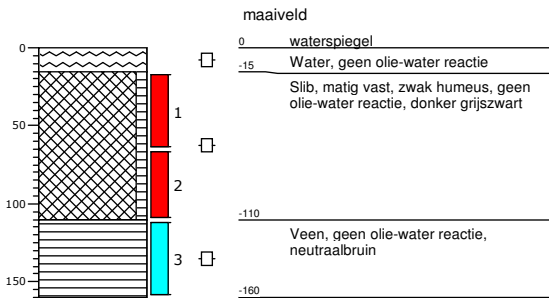 maaiveld
0
0
waterspiegel
Water, geen olie-water reactie
-15
Slib, matig vast, zwak humeus, geen
olie-water reactie, donker grijszwart
1
50
2
100
-110
Veen, geen olie-water reactie,
neutraalbruin
3
150
-160